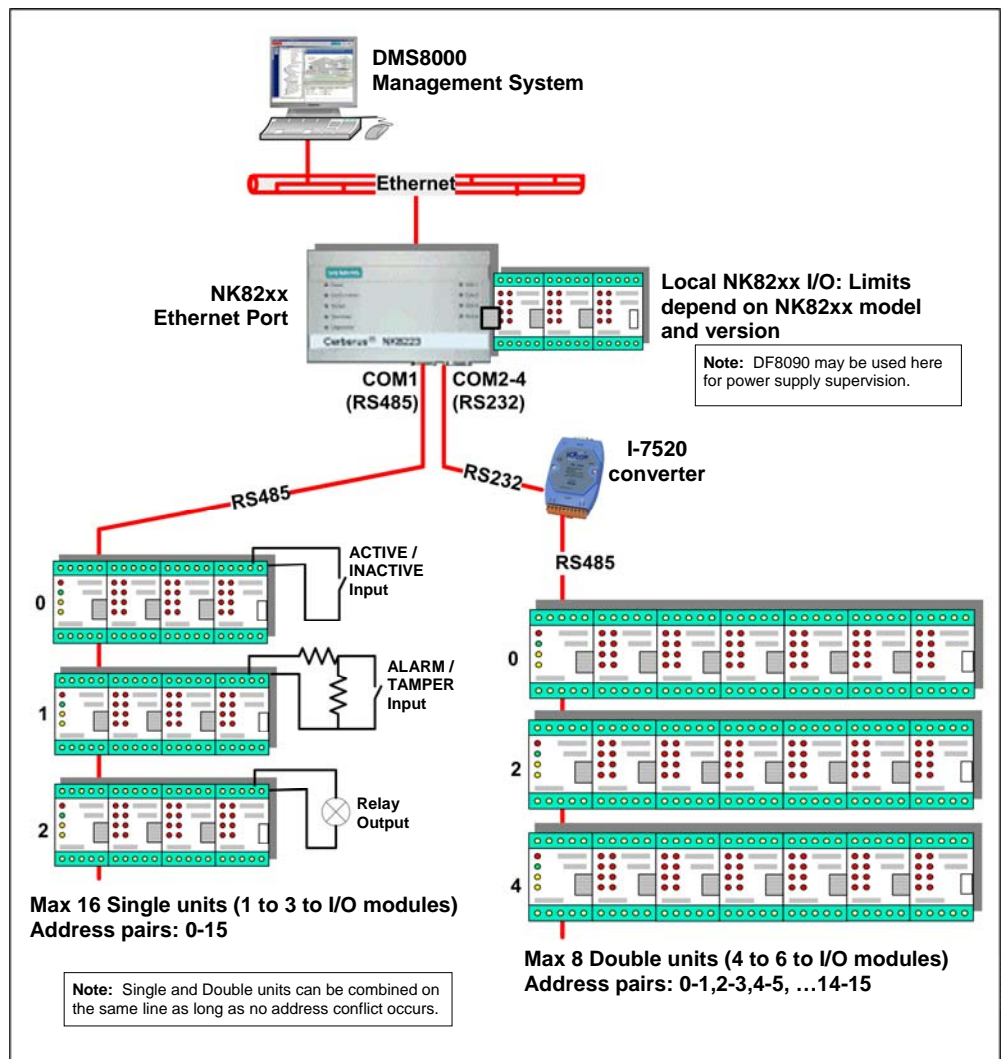 DMS8000
Management System
Ethernet
NK82xx
Ethernet Port
Cerberus NK8223
Local NK82xx I/O: Limits
depend on NK82xx model
and version
Note: DF8090 may be used here
for power supply supervision.
COM1
(RS485)
COM2-4
(RS232)
I-7520
converter
RS485
RS232
RS485
0
ACTIVE /
INACTIVE
Input
1
ALARM /
TAMPER
Input
2
Relay
Output
0
2
4
Max 16 Single units (1 to 3 to I/O modules)
Address pairs: 0-15
Max 8 Double units (4 to 6 to I/O modules)
Address pairs: 0-1,2-3,4-5, …14-15
Note: Single and Double units can be combined on
the same line as long as no address conflict occurs.